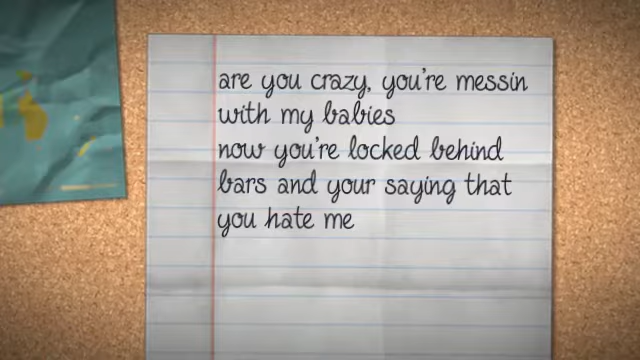 are you crazy, you're messin
with my babies
now you're locked behind
bars and your saying that
you hate me